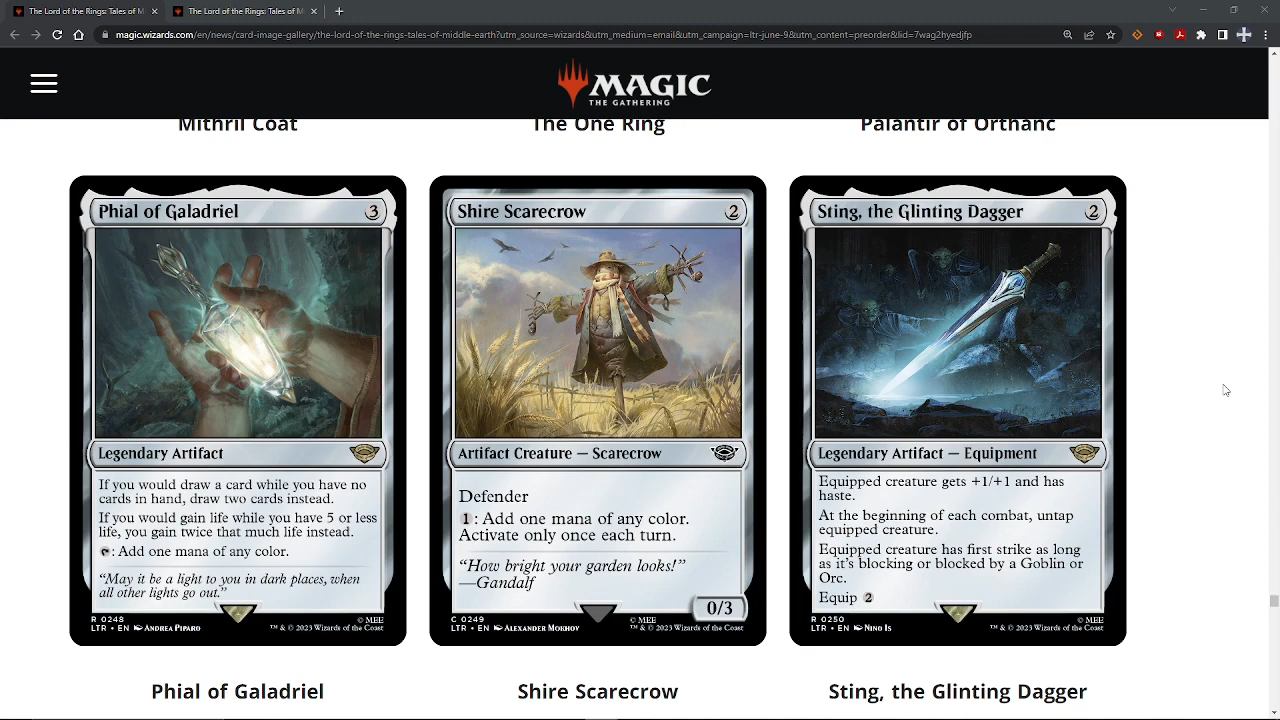 The Lord of the Rings: Tales of M
The Lord of the Rings: Tales of M
magic.wizards.com/en/news/card-image-gallery/the-lord-of-the-rings-tales-of-middle-earth?utm_source=wizards&utm_medium=email&utm_campaign=ltr-june-9&utm_content=preorder&lid=7wag2hyedjfp
MAGIC
THE GATHERING
Mithril Coat
The One Ring
Palantír of Orthanc
Phial of Galadriel 3
Legendary Artifact
If you would draw a card while you have no
cards in hand, draw two cards instead.
If you would gain life while you have 5 or less
life, you gain twice that much life instead.
: Add one mana of any color.
“May it be a light to you in dark places, when
all other lights go out.”
R 0248 © MEE
LTR • EN Andrea Piparo ™ & © 2023 Wizards of the Coast
Shire Scarecrow 2
Artifact Creature — Scarecrow
Defender
1: Add one mana of any color.
Activate only once each turn.
“How bright your garden looks!”
—Gandalf
0/3
C 0249 © MEE
LTR • EN Alexander Mokhov ™ & © 2023 Wizards of the Coast
Sting, the Glinting Dagger 2
Legendary Artifact — Equipment
Equipped creature gets +1/+1 and has
haste.
At the beginning of each combat, untap
equipped creature.
Equipped creature has first strike as long
as it’s blocking or blocked by a Goblin or
Orc.
Equip 2
R 0250 © MEE
LTR • EN Nino Is ™ & © 2023 Wizards of the Coast
Phial of Galadriel
Shire Scarecrow
Sting, the Glinting Dagger